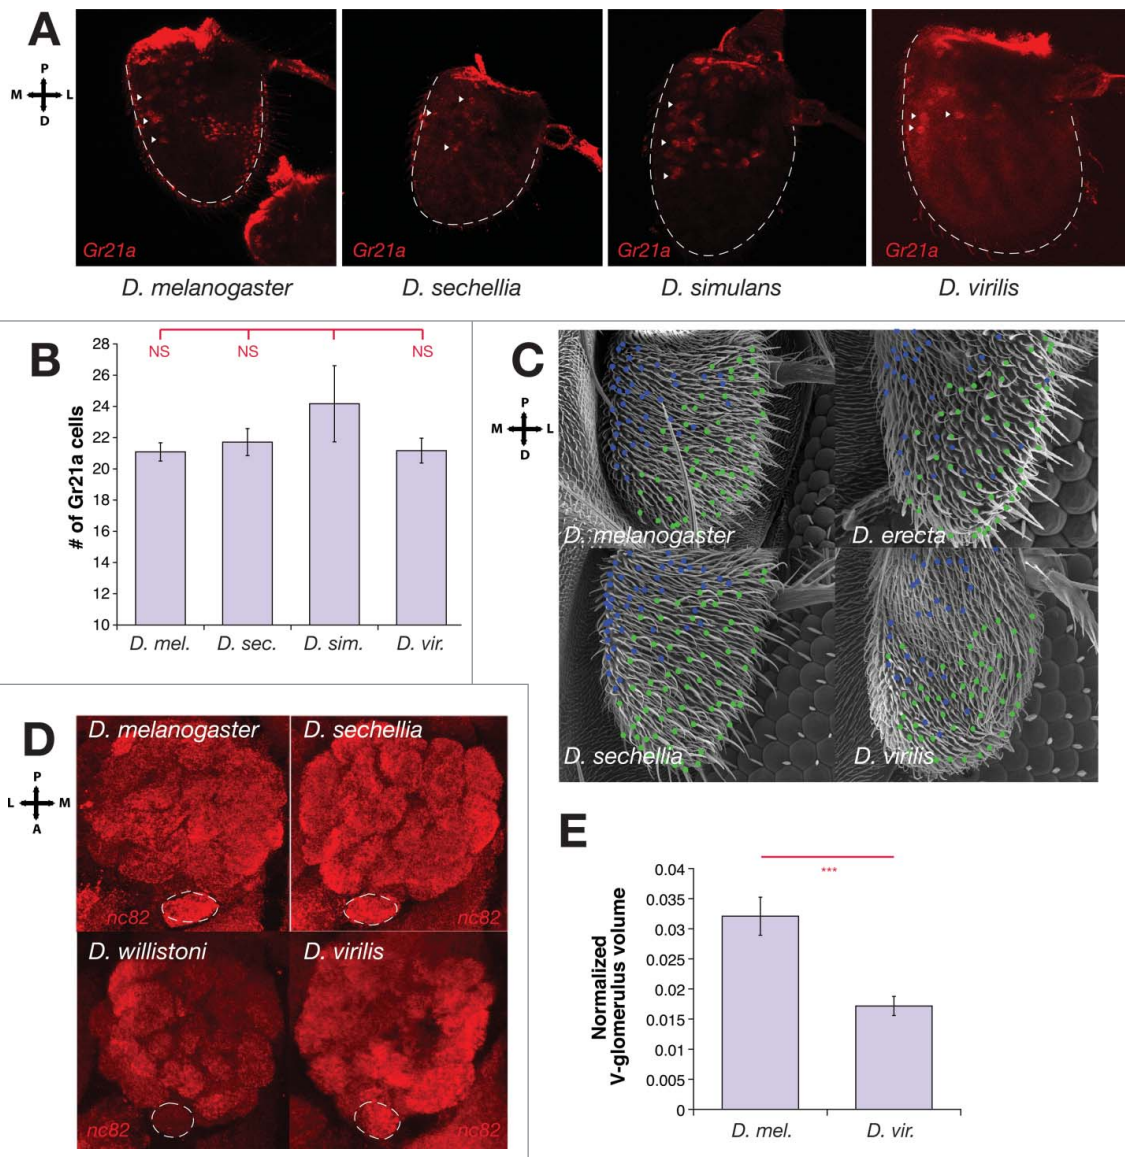 A
P
M L
D
Gr21a
Gr21a
Gr21a
Gr21a
D. melanogaster
D. sechellia
D. simulans
D. virilis
B
# of Gr21a cells
28
26
24
22
20
18
16
14
12
10
NS
NS
NS
D. mel.
D. sec.
D. sim.
D. vir.
C
P
M L
D
D. melanogaster
D. erecta
D. sechellia
D. virilis
D
P
L M
A
D. melanogaster
nc82
D. sechellia
nc82
D. willistoni
nc82
D. virilis
nc82
E
Normalized
V-glomerulus volume
0.04
0.035
0.03
0.025
0.02
0.015
0.01
0.005
0
***
D. mel.
D. vir.